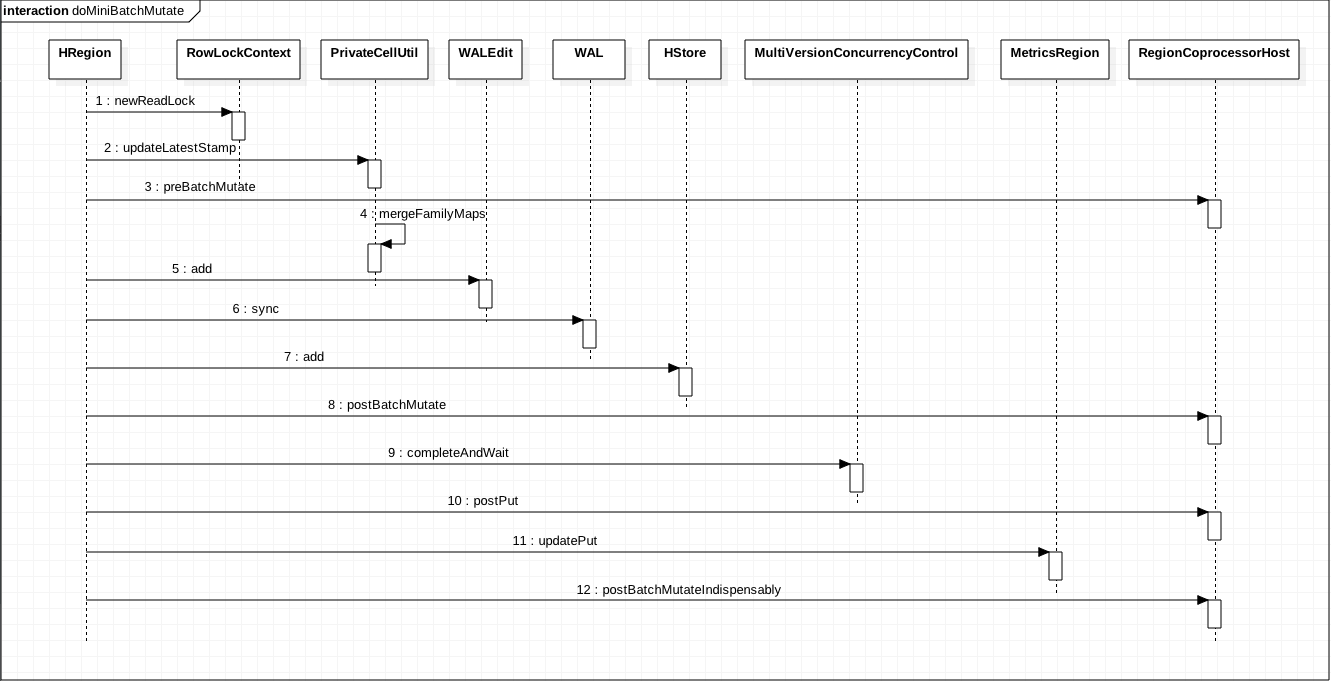 interaction doMiniBatchMutate
HRegion
RowLockContext
PrivateCellUtil
WALEdit
WAL
HStore
MultiVersionConcurrencyControl
MetricsRegion
RegionCoprocessorHost
1 : newReadLock
2 : updateLatestStamp
3 : preBatchMutate
4 : mergeFamilyMaps
5 : add
6 : sync
7 : add
8 : postBatchMutate
9 : completeAndWait
10 : postPut
11 : updatePut
12 : postBatchMutateIndispensably